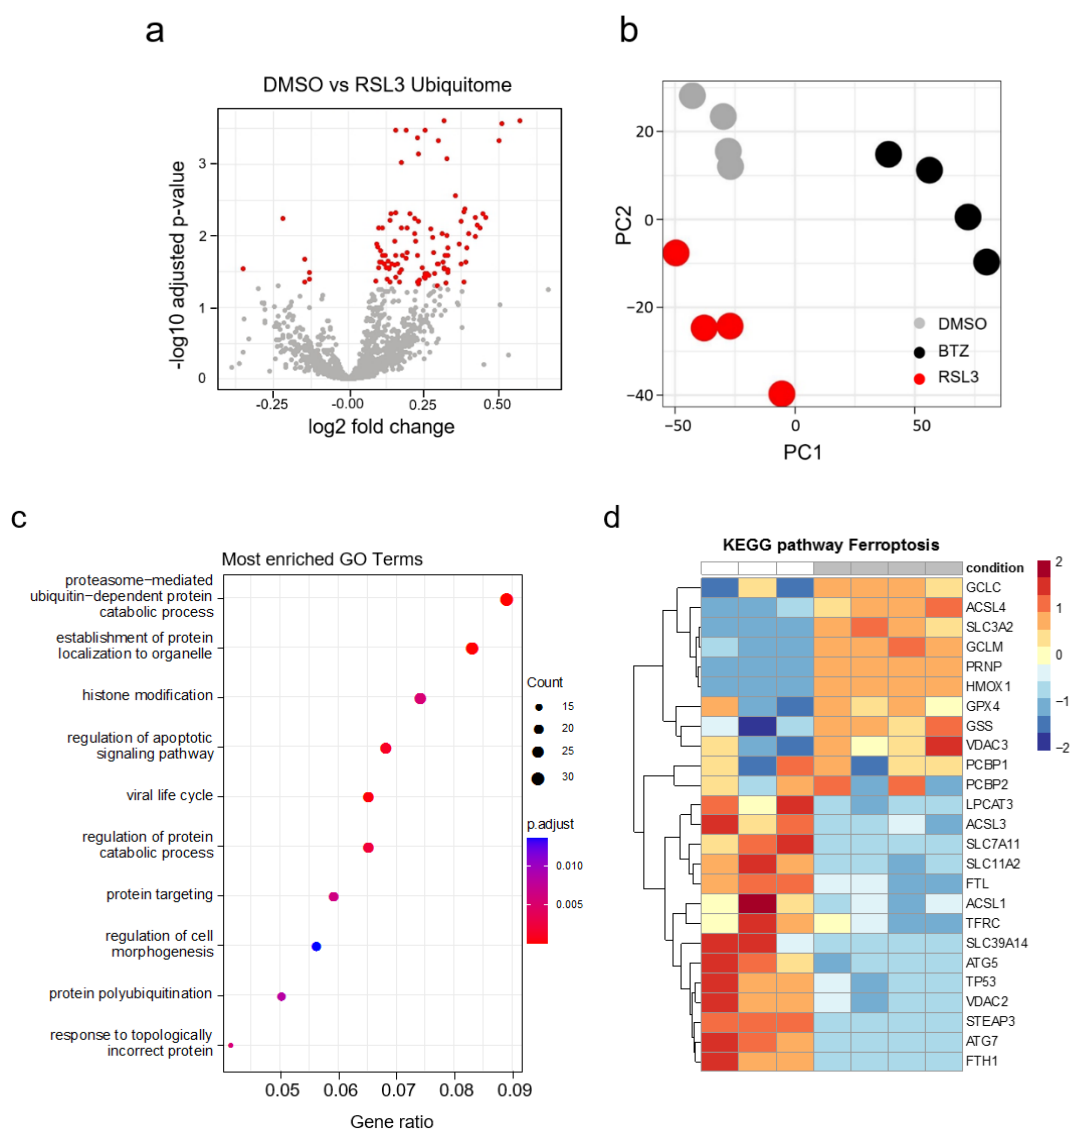 a
DMSO vs RSL3 Ubiquitome
-log10 adjusted p-value
3
2
1
0
-0.25
-0.00
0.25
0.50
log2 fold change
b
PC2
20
0
−20
−40
−50
0
50
PC1
DMSO
BTZ
RSL3
c
Most enriched GO Terms
proteasome−mediated
ubiquitin−dependent protein
catabolic process
establishment of protein
localization to organelle
histone modification
regulation of apoptotic
signaling pathway
viral life cycle
regulation of protein
catabolic process
protein targeting
regulation of cell
morphogenesis
protein polyubiquitination
response to topologically
incorrect protein
0.05
0.06
0.07
0.08
0.09
Gene ratio
Count
15
20
25
30
p.adjust
0.010
0.005
d
KEGG pathway Ferroptosis
condition
GCLC
ACSL4
SLC3A2
GCLM
PRNP
HMOX1
GPX4
GSS
VDAC3
PCBP1
PCBP2
LPCAT3
ACSL3
SLC7A11
SLC11A2
FTL
ACSL1
TFRC
SLC39A14
ATG5
TP53
VDAC2
STEAP3
ATG7
FTH1
2
1
0
−1
−2